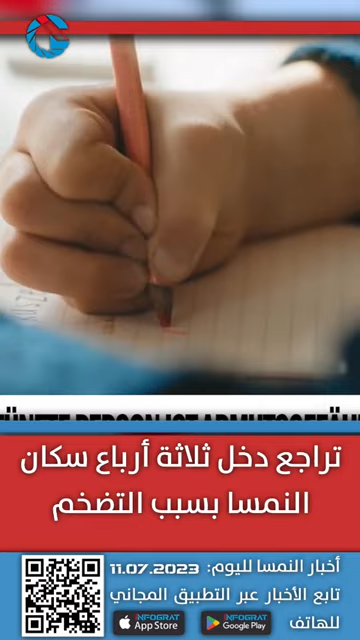 تراجع دخل ثلاثة أرباع سكان
النمسا بسبب التضخم
أخبار النمسا لليوم: 11.07.2023
تابع الأخبار عبر التطبيق المجاني
للهاتف
INFOGRAT
App Store
INFOGRAT
Google Play